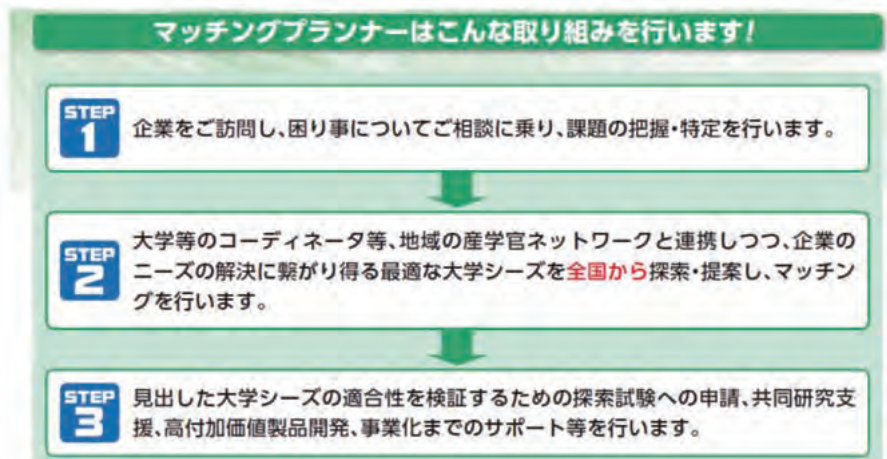 マッチングプランナーはこんな取り組みを行います!
STEP
1
企業をご訪問し、困り事についてご相談に乗り、課題の把握・特定を行います。
STEP
2
大学等のコーディネータ等、地域の産学官ネットワークと連携しつつ、企業の
ニーズの解決に繋がり得る最適な大学シーズを全国から探索・提案し、マッチン
グを行います。
STEP
3
見出した大学シーズの適合性を検証するための探索試験への申請、共同研究支
援、高付加価値製品開発、事業化までのサポート等を行います。